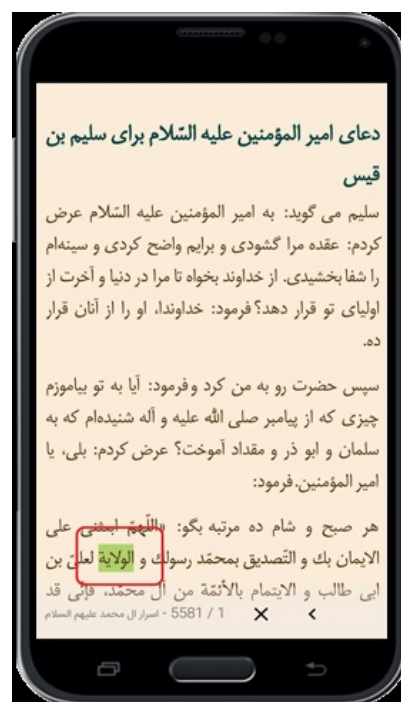 دعای امیر المؤمنین علیه السّلام برای سلیم بن
قیس
سلیم می گوید: به امیر المؤمنین علیه السّلام عرض
کردم: عقده مرا گشودی و برایم واضح کردی و سینه‌ام
را شفا بخشیدی. از خداوند بخواه تا مرا در دنیا و آخرت از
اولیای تو قرار دهد؟ فرمود: خداوندا، او را از آنان قرار
ده.
سپس حضرت رو به من کرد و فرمود: آیا به تو بیاموزم
چیزی که از پیامبر صلی اللّه علیه و آله شنیده‌ام که به
سلمان و ابو ذر و مقداد آموخت؟ عرض کردم: بلی، یا
امیر المؤمنین. فرمود:
هر صبح و شام ده مرتبه بگو: «اللّهمّ ابعثنی علی
الایمان بك و التّصدیق بمحمّد رسولك و الولایة لعلیّ بن
ابی طالب و الایتمام بالأئمّة من آل محمّد، فإنّی قد
5581 / 1 - اسرار ال محمد علیهم السلام